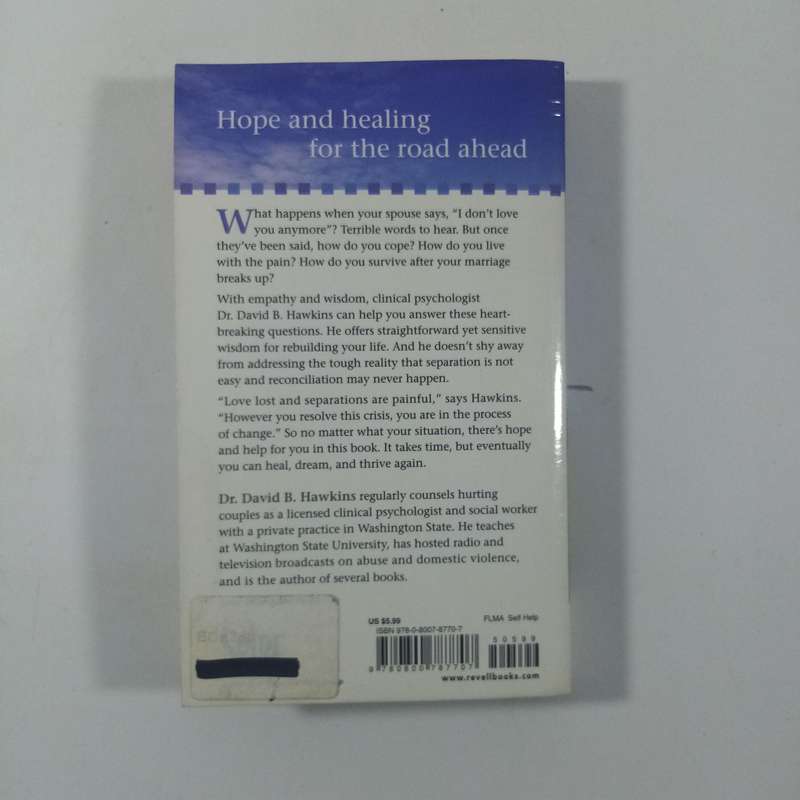 Hope and healing
for the road ahead
What happens when your spouse says, “I don’t love
you anymore”? Terrible words to hear. But once
they’ve been said, how do you cope? How do you live
with the pain? How do you survive after your marriage
breaks up?
With empathy and wisdom, clinical psychologist
Dr. David B. Hawkins can help you answer these heart-
breaking questions. He offers straightforward yet sensitive
wisdom for rebuilding your life. And he doesn’t shy away
from addressing the tough reality that separation is not
easy and reconciliation may never happen.
“Love lost and separations are painful,” says Hawkins.
“However you resolve this crisis, you are in the process
of change.” So no matter what your situation, there’s hope
and help for you in this book. It takes time, but eventually
you can heal, dream, and thrive again.
Dr. David B. Hawkins regularly counsels hurting
couples as a licensed clinical psychologist and social worker
with a private practice in Washington State. He teaches
at Washington State University, has hosted radio and
television broadcasts on abuse and domestic violence,
and is the author of several books.
US $5.99
FLMA Self Help
ISBN 978-0-8007-8770-7
50599
9 780800 787707
www.revellbooks.com